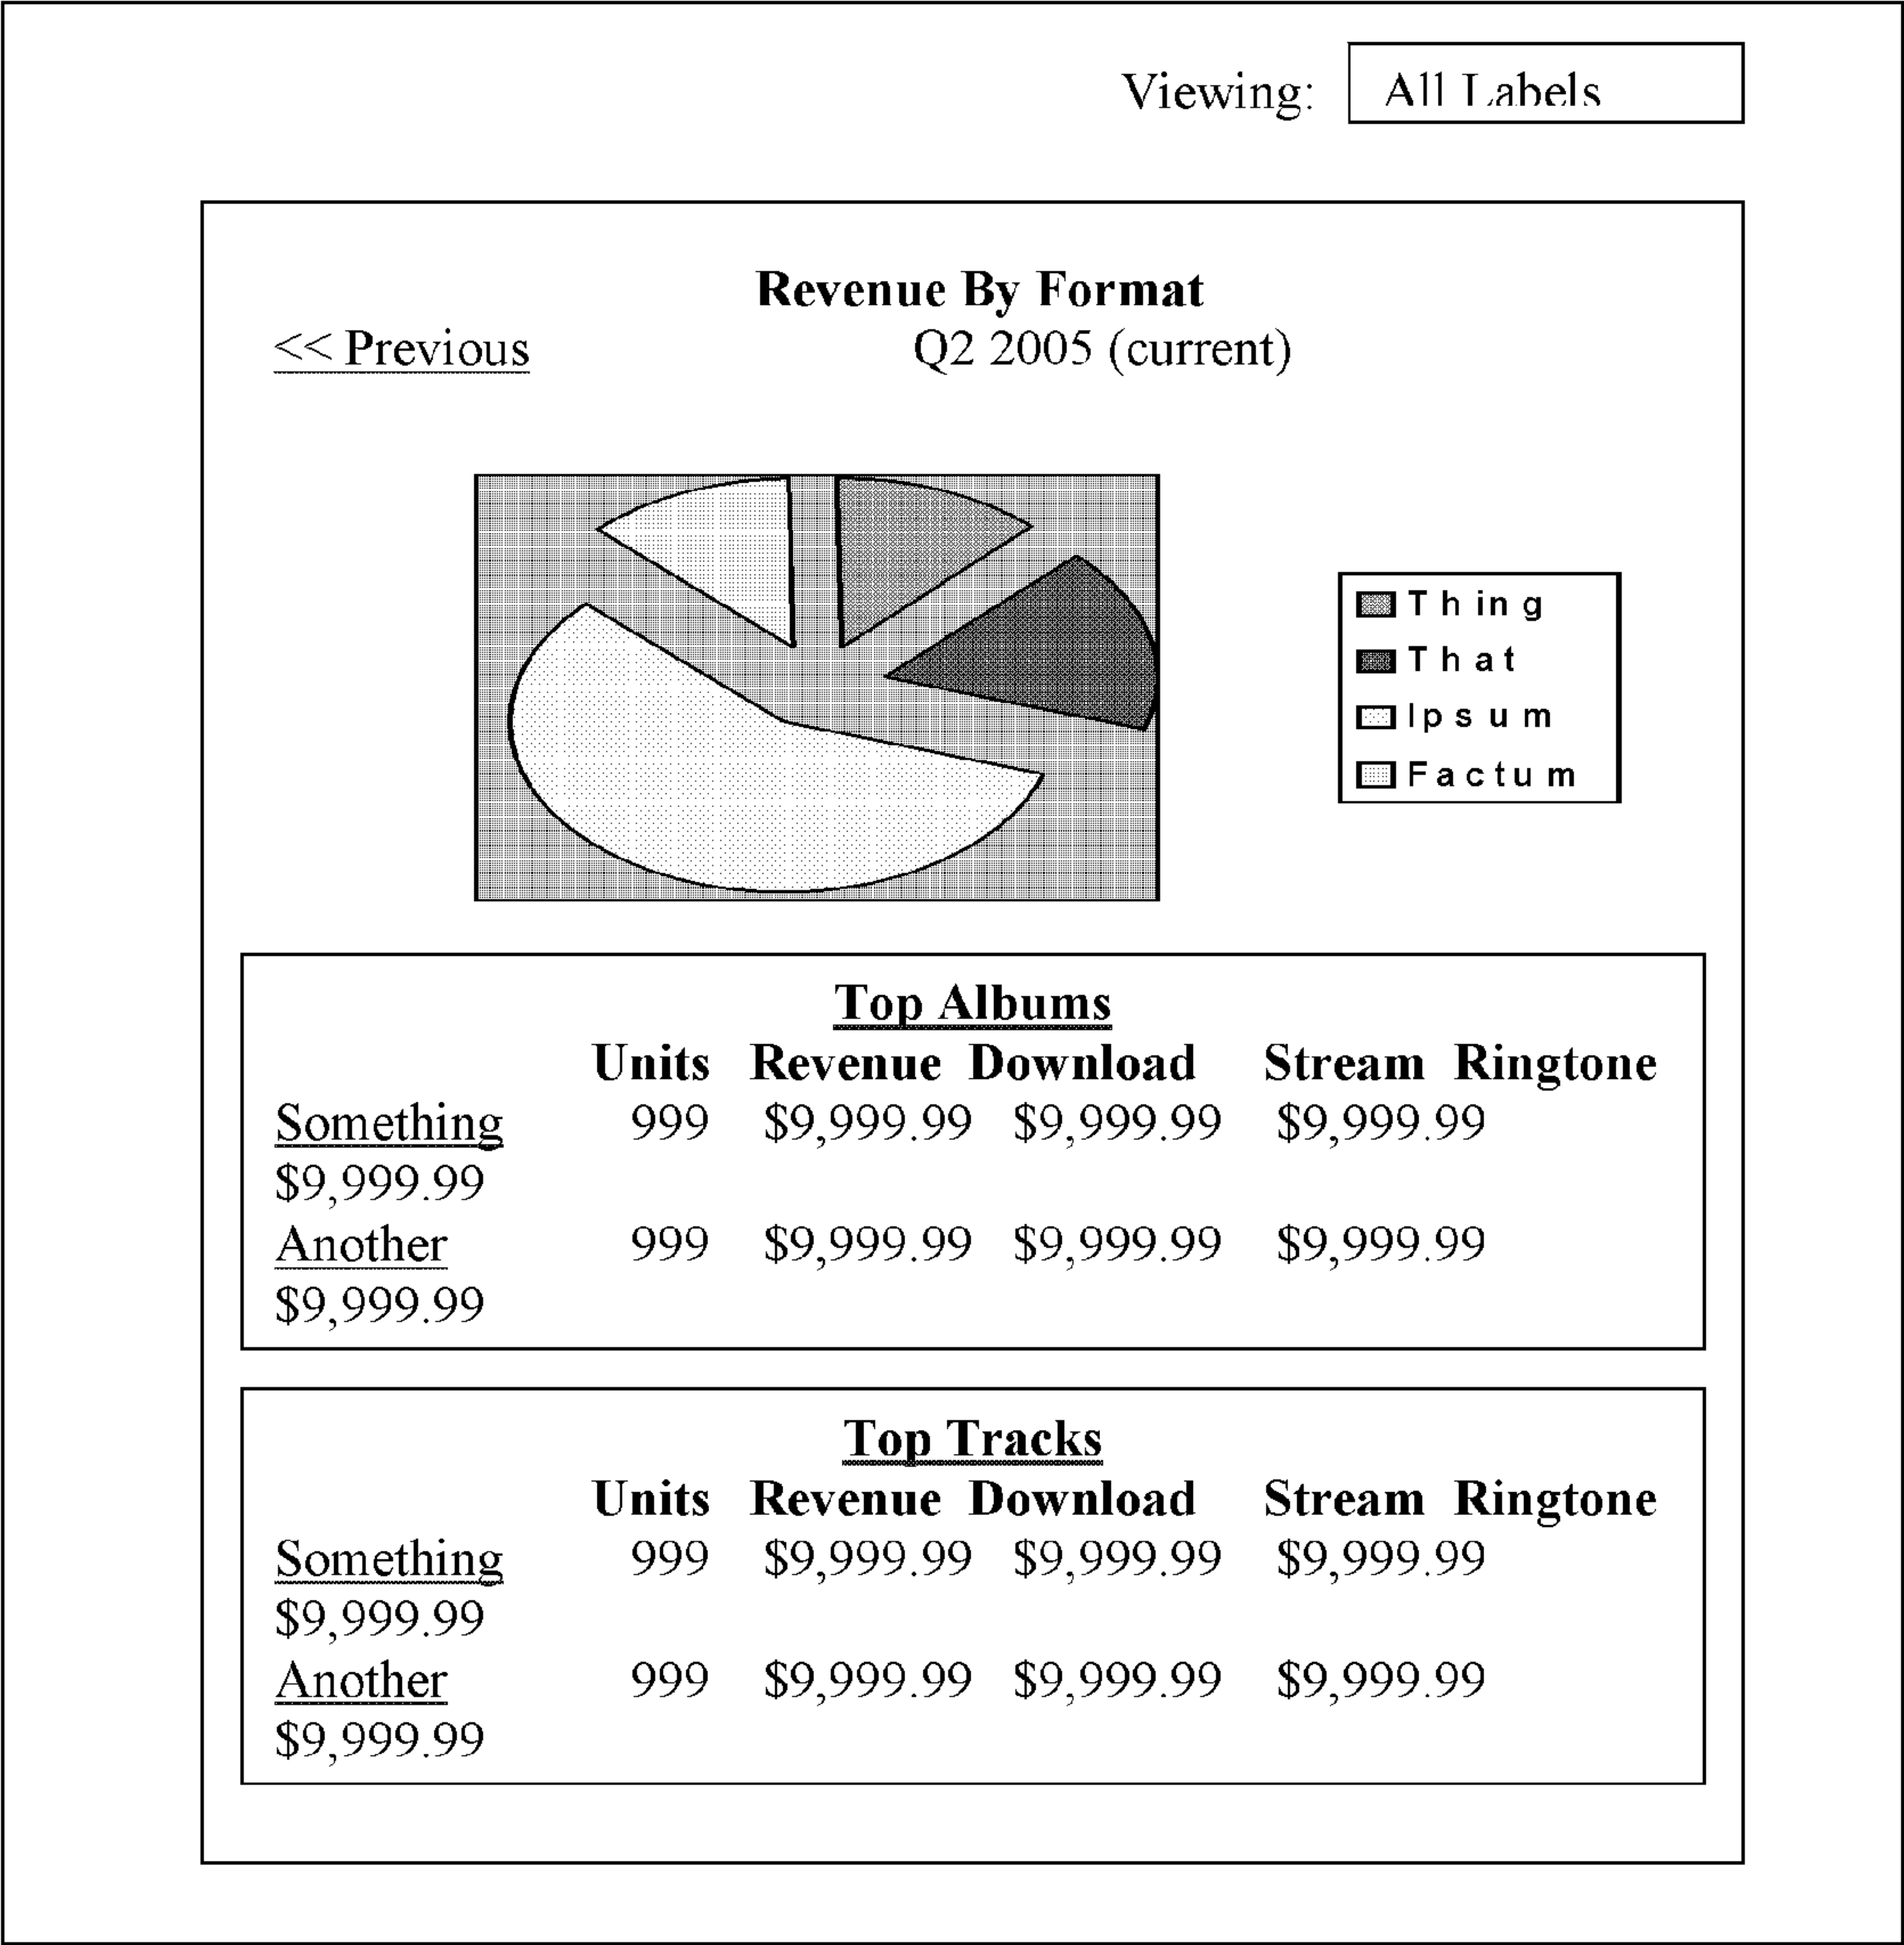 Viewing: All Labels
Revenue By Format
<< Previous Q2 2005 (current)
Thing
That
Ipsum
Factum
Top Albums
Units Revenue Download Stream Ringtone
Something 999 $9,999.99 $9,999.99 $9,999.99
$9,999.99
Another 999 $9,999.99 $9,999.99 $9,999.99
$9,999.99
Top Tracks
Units Revenue Download Stream Ringtone
Something 999 $9,999.99 $9,999.99 $9,999.99
$9,999.99
Another 999 $9,999.99 $9,999.99 $9,999.99
$9,999.99